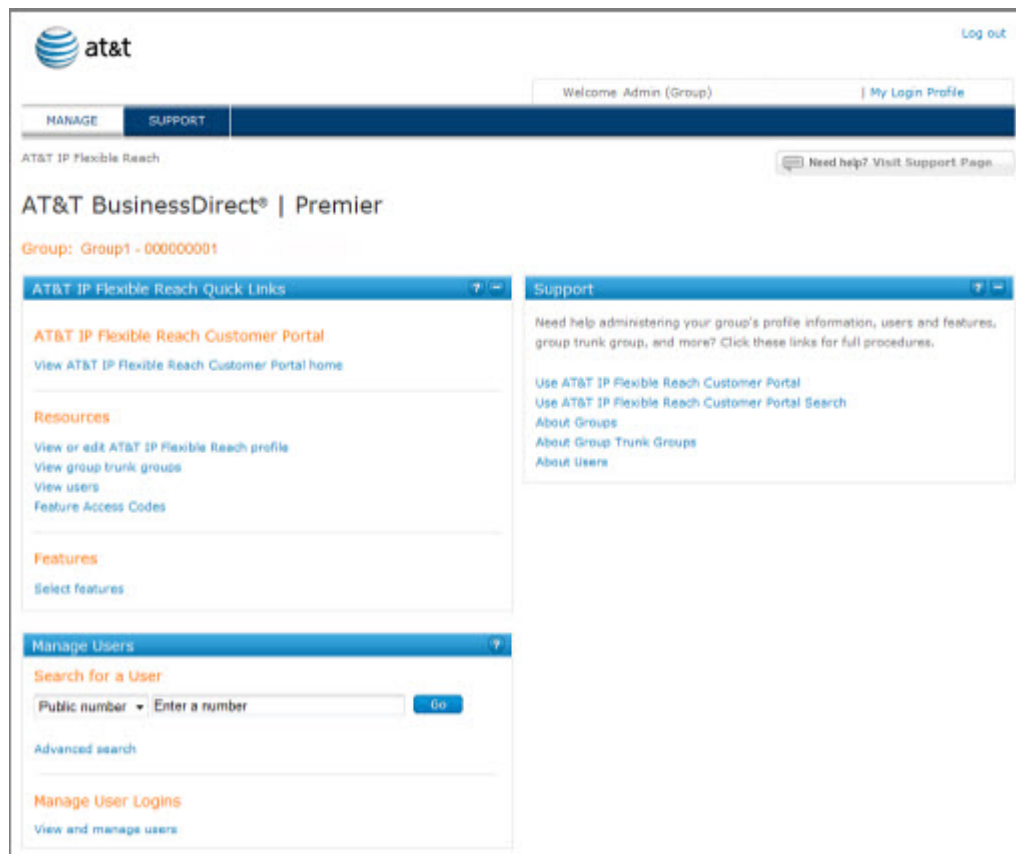 at&t
Log out
Welcome Admin (Group) | My Login Profile
MANAGE SUPPORT
AT&T IP Flexible Reach
Need help? Visit Support Page
AT&T BusinessDirect® | Premier
Group: Group1 - 000000001
AT&T IP Flexible Reach Quick Links ? −
AT&T IP Flexible Reach Customer Portal
View AT&T IP Flexible Reach Customer Portal home
Resources
View or edit AT&T IP Flexible Reach profile
View group trunk groups
View users
Feature Access Codes
Features
Select features
Support ? −
Need help administering your group's profile information, users and features,
group trunk group, and more? Click these links for full procedures.
Use AT&T IP Flexible Reach Customer Portal
Use AT&T IP Flexible Reach Customer Portal Search
About Groups
About Group Trunk Groups
About Users
Manage Users ?
Search for a User
Public number Enter a number Go
Advanced search
Manage User Logins
View and manage users